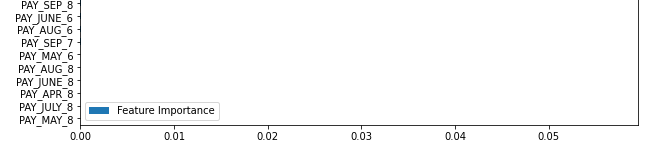 PAY_SEP_8
PAY_JUNE_6
PAY_AUG_6
PAY_SEP_7
PAY_MAY_6
PAY_AUG_8
PAY_JUNE_8
PAY_APR_8
PAY_JULY_8
PAY_MAY_8
Feature Importance
0.00 0.01 0.02 0.03 0.04 0.05